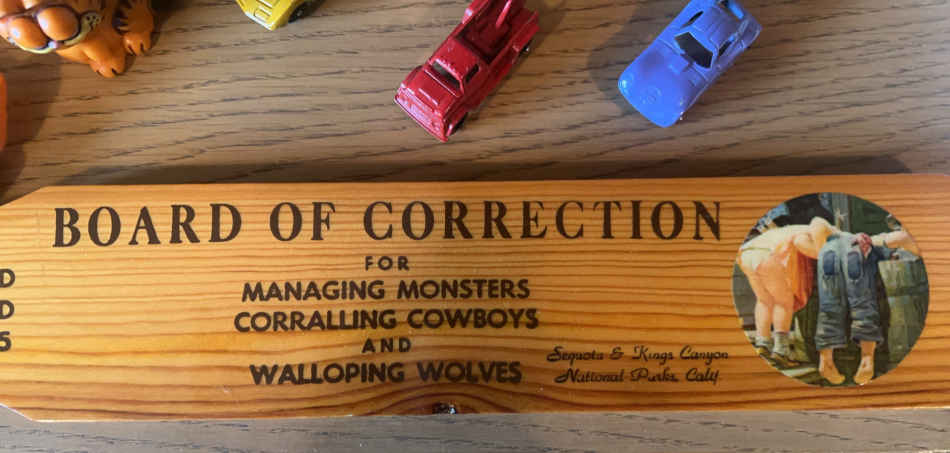 BOARD OF CORRECTION
FOR
MANAGING MONSTERS
CORRALLING COWBOYS
AND
WALLOPING WOLVES
D
D
S
Sequoia & Kings Canyon
National Parks, Calif